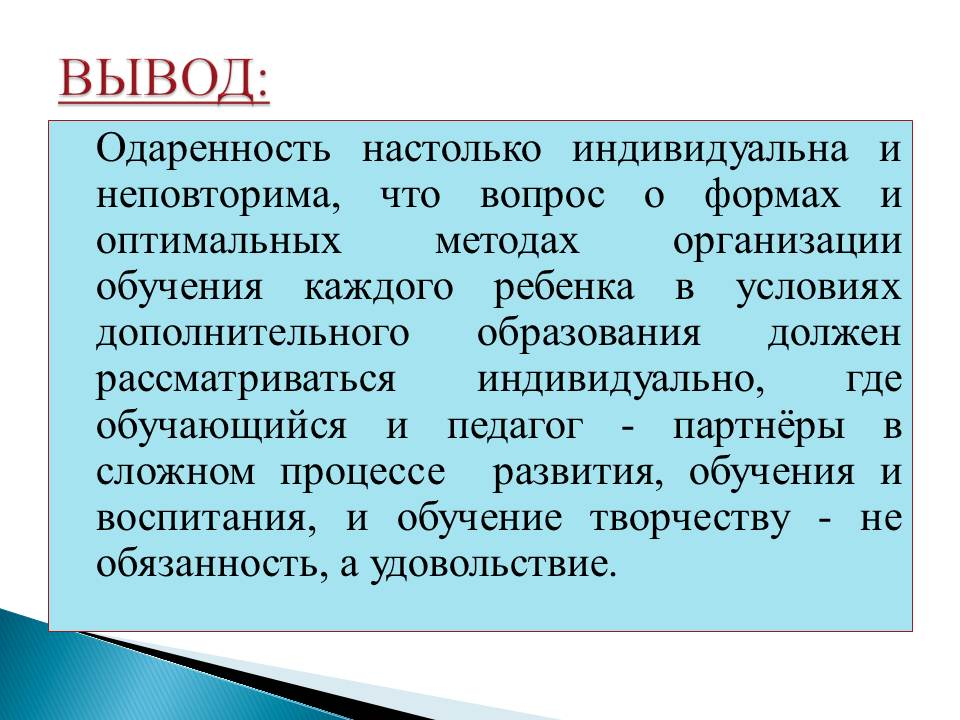 ВЫВОД:
Одаренность настолько индивидуальна и
неповторима, что вопрос о формах и
оптимальных методах организации
обучения каждого ребенка в условиях
дополнительного образования должен
рассматриваться индивидуально, где
обучающийся и педагог - партнёры в
сложном процессе развития, обучения и
воспитания, и обучение творчеству - не
обязанность, а удовольствие.